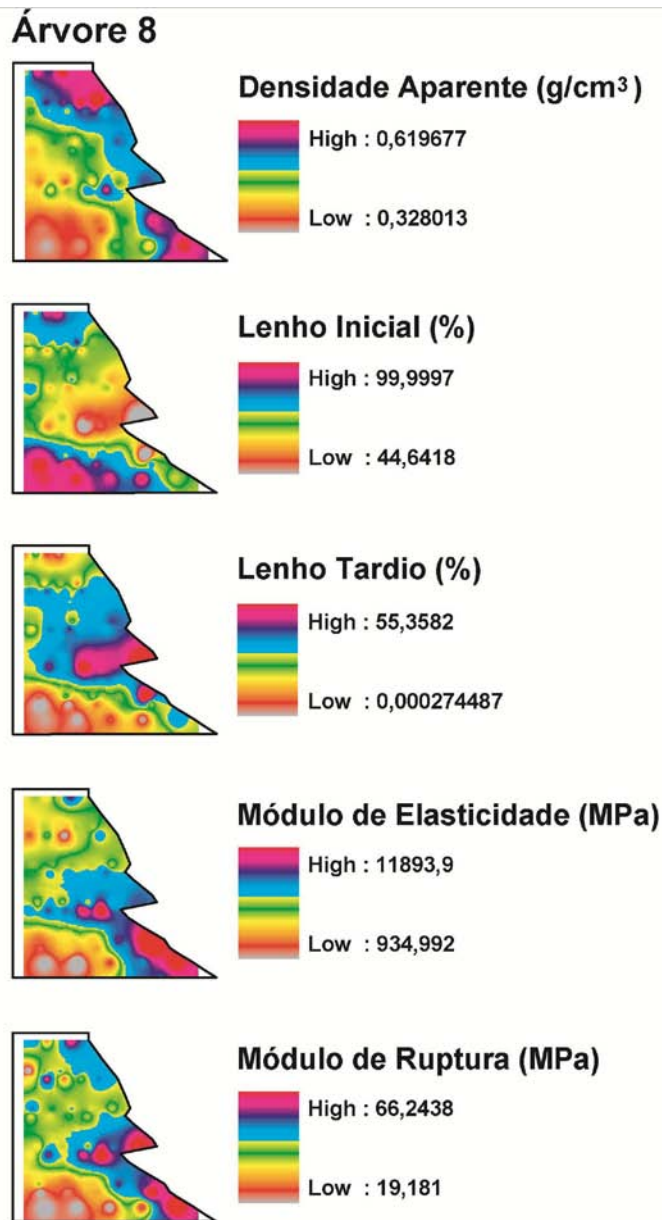 Árvore 8
Densidade Aparente (g/cm³)
High : 0,619677
Low : 0,328013
Lenho Inicial (%)
High : 99,9997
Low : 44,6418
Lenho Tardio (%)
High : 55,3582
Low : 0,000274487
Módulo de Elasticidade (MPa)
High : 11893,9
Low : 934,992
Módulo de Ruptura (MPa)
High : 66,2438
Low : 19,181